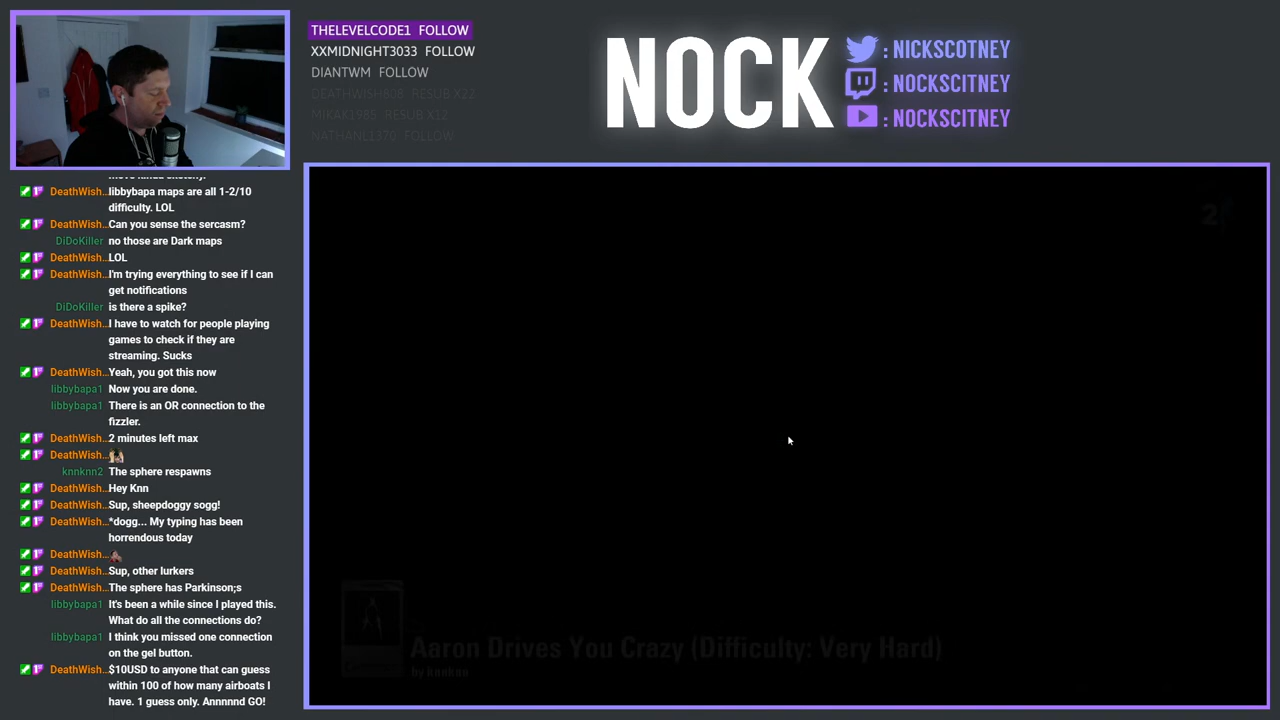 THELEVELCODE1 FOLLOW
XXMIDNIGHT3033 FOLLOW
DIANTWM FOLLOW
DEATHWISH808 RESUB X22
MIKAK1985 RESUB X12
NATHANL1370 FOLLOW
NOCK
: NICKSCOTNEY
: NOCKSCITNEY
: NOCKSCITNEY
DeathWish... libbybapa maps are all 1-2/10
difficulty. LOL
DeathWish... Can you sense the sercasm?
DiDoKiller no those are Dark maps
DeathWish... LOL
DeathWish... I'm trying everything to see if I can
get notifications
DiDoKiller is there a spike?
DeathWish... I have to watch for people playing
games to check if they are
streaming. Sucks
DeathWish... Yeah, you got this now
libbybapa1 Now you are done.
libbybapa1 There is an OR connection to the
fizzler.
DeathWish... 2 minutes left max
DeathWish...
knnknn2 The sphere respawns
DeathWish... Hey Knn
DeathWish... Sup, sheepdoggy sogg!
DeathWish... *dogg... My typing has been
horrendous today
DeathWish...
DeathWish... Sup, other lurkers
DeathWish... The sphere has Parkinson;s
libbybapa1 It's been a while since I played this.
What do all the connections do?
libbybapa1 I think you missed one connection
on the gel button.
DeathWish... $10USD to anyone that can guess
within 100 of how many airboats I
have. 1 guess only. Annnnnd GO!
Aaron Drives You Crazy (Difficulty: Very Hard)